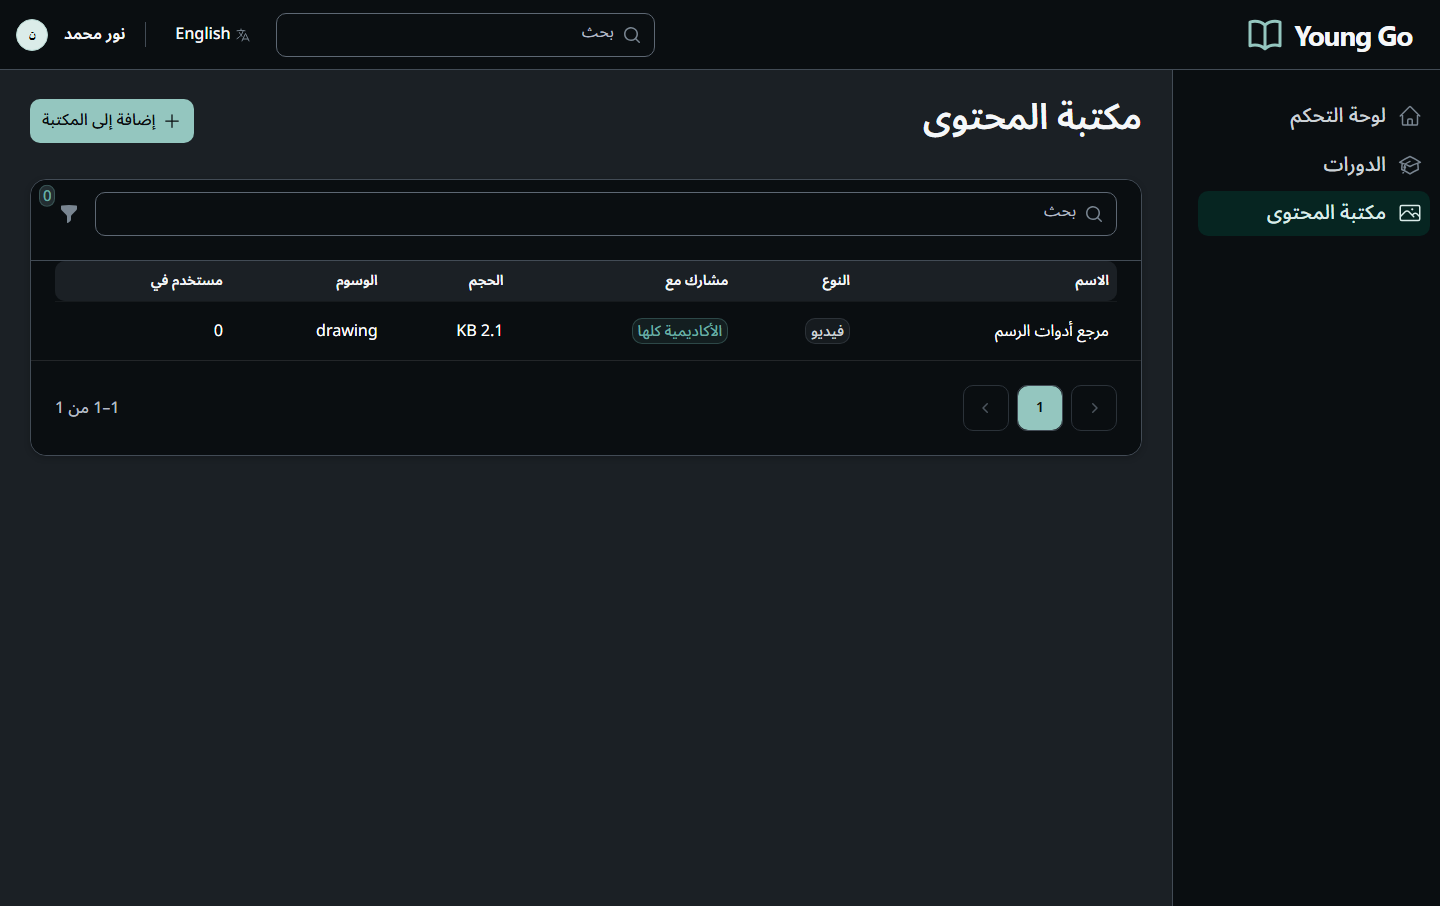 Young Go
بحث
English
نور محمد
ن
لوحة التحكم
الدورات
مكتبة المحتوى
مكتبة المحتوى
إضافة إلى المكتبة
بحث
0
الاسم النوع مشارك مع الحجم الوسوم مستخدم في
مرجع أدوات الرسم فيديو الأكاديمية كلها 2.1 KB drawing 0
1
1–1 من 1